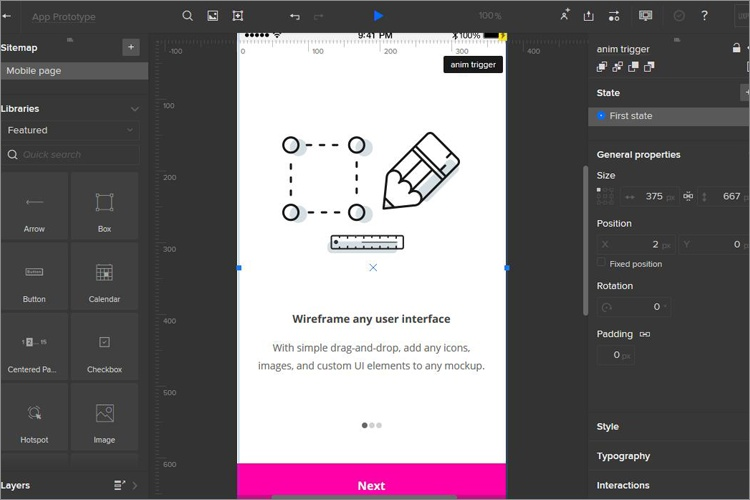 App Prototype
100%
?
Sitemap
+
Mobile page
Libraries
Featured
Quick search
Arrow
Box
Button
Button
Calendar
1 2 ... 15
Centered Pa...
Checkbox
Hotspot
Image
Layers
-100
0
100
200
300
400
100
200
300
400
500
600
9:41 PM
100%
anim trigger
Wireframe any user interface
With simple drag-and-drop, add any icons,
images, and custom UI elements to any mockup.
Next
anim trigger
State
+
First state
General properties
Size
375 px
667 px
Position
X 2 px
Y 0 px
Fixed position
Rotation
0 °
Padding
0 px
Style
Typography
Interactions